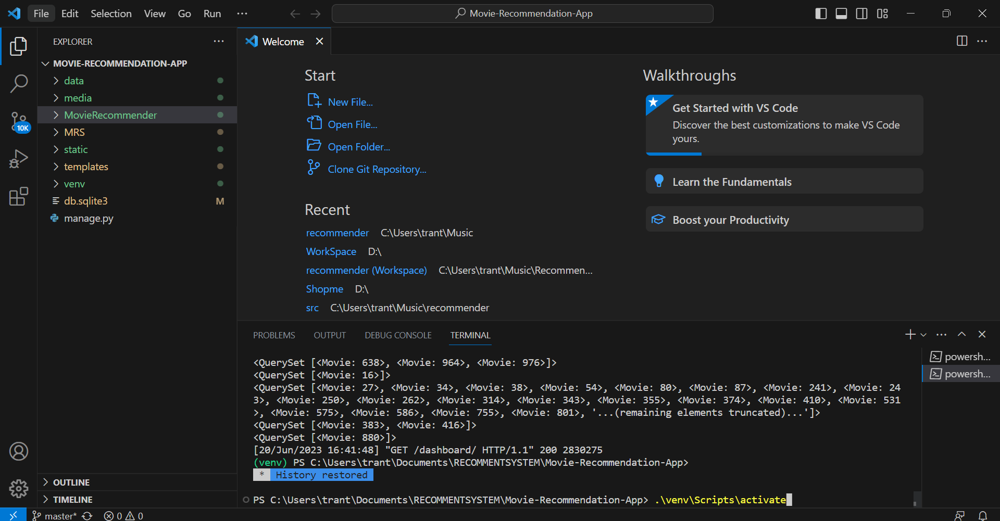 File Edit Selection View Go Run ···
Movie-Recommendation-App
EXPLORER ···
MOVIE-RECOMMENDATION-APP
data
media
MovieRecommender
MRS
static
templates
venv
db.sqlite3 M
manage.py
10K
OUTLINE
TIMELINE
Welcome
Start
New File...
Open File...
Open Folder...
Clone Git Repository...
Recent
recommender C:\Users\trant\Music
WorkSpace D:\
recommender (Workspace) C:\Users\trant\Music\Recommen...
Shopme D:\
src C:\Users\trant\Music\recommender
Walkthroughs
Get Started with VS Code
Discover the best customizations to make VS Code
yours.
Learn the Fundamentals
Boost your Productivity
PROBLEMS OUTPUT DEBUG CONSOLE TERMINAL
<QuerySet [<Movie: 638>, <Movie: 964>, <Movie: 976>]>
<QuerySet [<Movie: 16>]>
<QuerySet [<Movie: 27>, <Movie: 34>, <Movie: 38>, <Movie: 54>, <Movie: 80>, <Movie: 87>, <Movie: 241>, <Movie: 24
3>, <Movie: 250>, <Movie: 262>, <Movie: 314>, <Movie: 343>, <Movie: 355>, <Movie: 374>, <Movie: 410>, <Movie: 531
>, <Movie: 575>, <Movie: 586>, <Movie: 755>, <Movie: 801>, '...(remaining elements truncated)...']>
<QuerySet [<Movie: 383>, <Movie: 416>]>
<QuerySet [<Movie: 880>]>
[20/Jun/2023 16:41:48] "GET /dashboard/ HTTP/1.1" 200 2830275
(venv) PS C:\Users\trant\Documents\RECOMMENTSYSTEM\Movie-Recommendation-App>
* History restored
PS C:\Users\trant\Documents\RECOMMENTSYSTEM\Movie-Recommendation-App> .\venv\Scripts\activate
powersh...
powersh...
master* 0 0